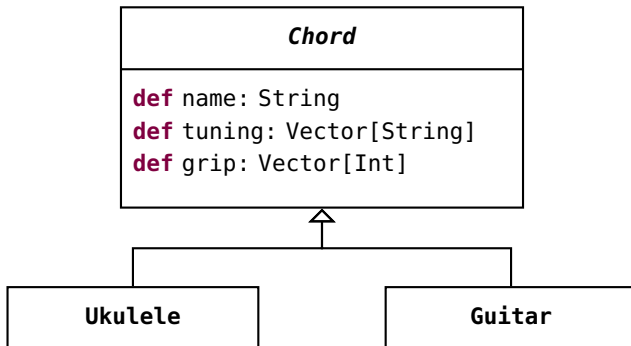 Chord
def name: String
def tuning: Vector[String]
def grip: Vector[Int]
Ukulele
Guitar